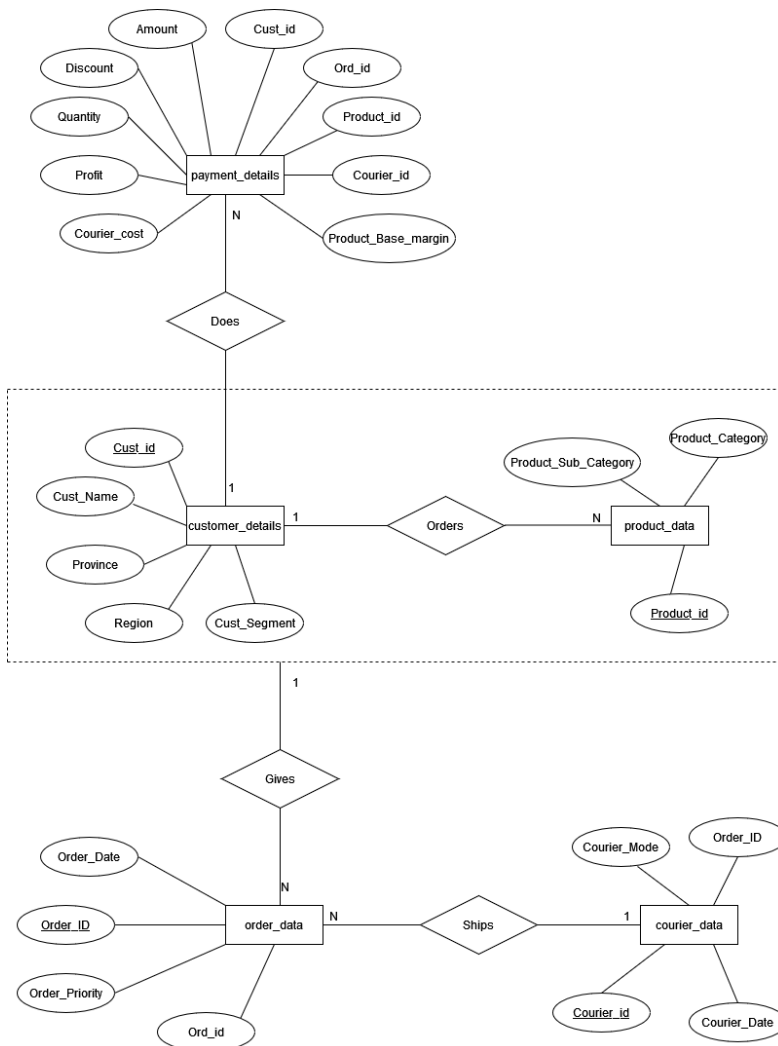 Amount
Cust_id
Discount
Ord_id
Quantity
Product_id
Profit
payment_details
Courier_id
Courier_cost
N
Product_Base_margin
Does
Cust_id
Product_Category
Product_Sub_Category
Cust_Name
1
customer_details
1
Orders
N
product_data
Province
Region
Cust_Segment
Product_id
1
Gives
Order_Date
Courier_Mode
Order_ID
N
Order_ID
order_data
N
Ships
1
courier_data
Order_Priority
Ord_id
Courier_id
Courier_Date